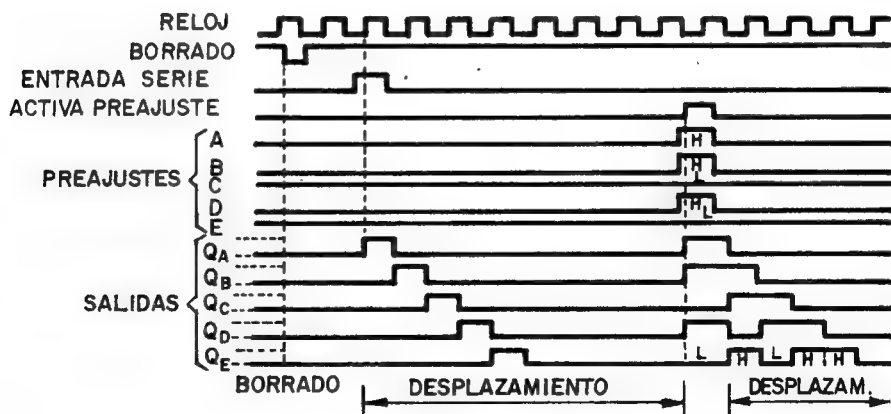 RELOJ
BORRADO
ENTRADA SERIE
ACTIVA PREAJUSTE
PREAJUSTES
A H
B H
C L
D H
E L
SALIDAS
QA
QB
QC
QD
QE L H L H H
BORRADO DESPLAZAMIENTO DESPLAZAM.